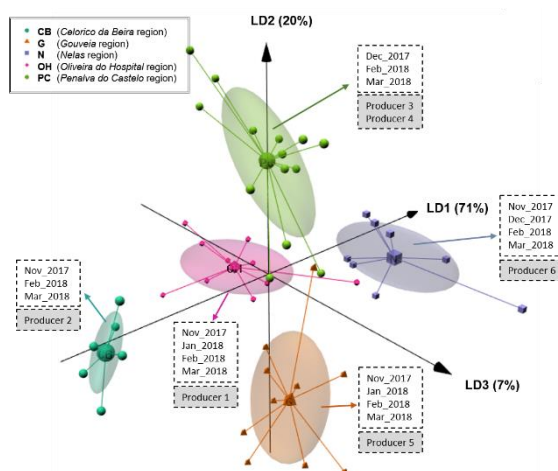 CB (Celorico da Beira region)
G (Gouveia region)
N (Nelas region)
OH (Oliveira do Hospital region)
PC (Penalva do Castelo region)
LD2 (20%)
Dec_2017
Feb_2018
Mar_2018
Producer 3
Producer 4
LD1 (71%)
Nov_2017
Dec_2017
Feb_2018
Mar_2018
Producer 6
Nov_2017
Feb_2018
Mar_2018
Producer 2
Nov_2017
Jan_2018
Feb_2018
Mar_2018
Producer 1
LD3 (7%)
Nov_2017
Jan_2018
Feb_2018
Mar_2018
Producer 5